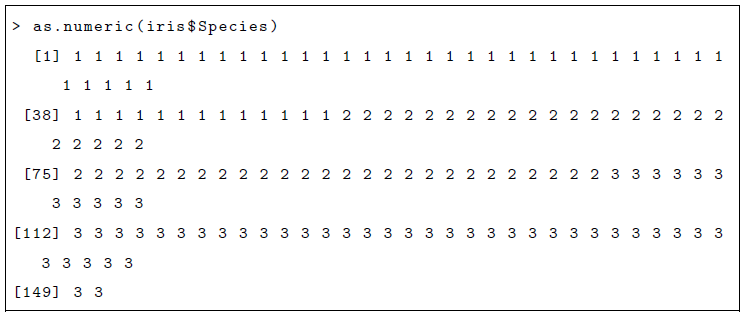 > as.numeric(iris$Species)
[1] 1 1 1 1 1 1 1 1 1 1 1 1 1 1 1 1 1 1 1 1 1 1 1 1 1 1 1 1 1 1 1 1
1 1 1 1 1
[38] 1 1 1 1 1 1 1 1 1 1 1 1 1 2 2 2 2 2 2 2 2 2 2 2 2 2 2 2 2 2 2 2
2 2 2 2 2
[75] 2 2 2 2 2 2 2 2 2 2 2 2 2 2 2 2 2 2 2 2 2 2 2 2 2 2 3 3 3 3 3 3
3 3 3 3 3
[112] 3 3 3 3 3 3 3 3 3 3 3 3 3 3 3 3 3 3 3 3 3 3 3 3 3 3 3 3 3 3 3 3
3 3 3 3 3
[149] 3 3